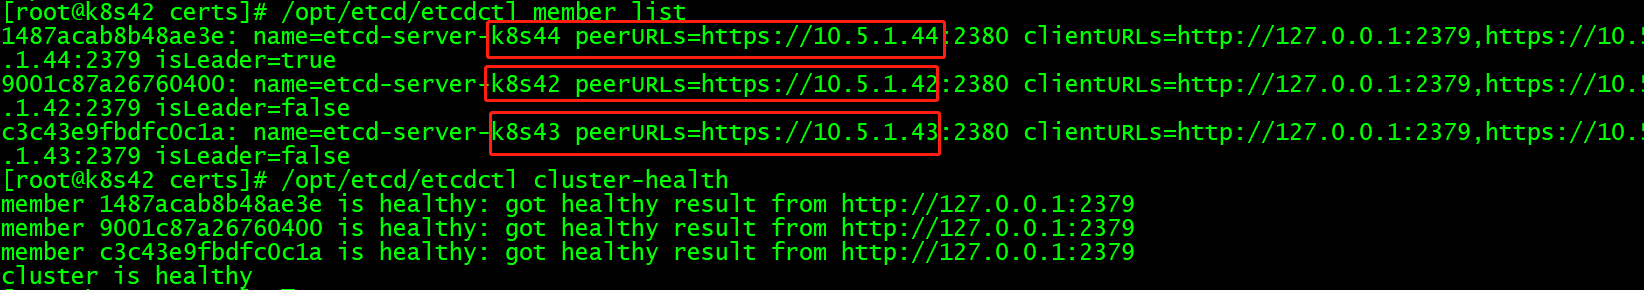 [root@k8s42 certs]# /opt/etcd/etcdctl member list
1487acab8b48ae3e: name=etcd-server-k8s44 peerURLs=https://10.5.1.44:2380 clientURLs=http://127.0.0.1:2379,https://10.5
.1.44:2379 isLeader=true
9001c87a26760400: name=etcd-server-k8s42 peerURLs=https://10.5.1.42:2380 clientURLs=http://127.0.0.1:2379,https://10.5
.1.42:2379 isLeader=false
c3c43e9fbdfc0c1a: name=etcd-server-k8s43 peerURLs=https://10.5.1.43:2380 clientURLs=http://127.0.0.1:2379,https://10.5
.1.43:2379 isLeader=false
[root@k8s42 certs]# /opt/etcd/etcdctl cluster-health
member 1487acab8b48ae3e is healthy: got healthy result from http://127.0.0.1:2379
member 9001c87a26760400 is healthy: got healthy result from http://127.0.0.1:2379
member c3c43e9fbdfc0c1a is healthy: got healthy result from http://127.0.0.1:2379
cluster is healthy